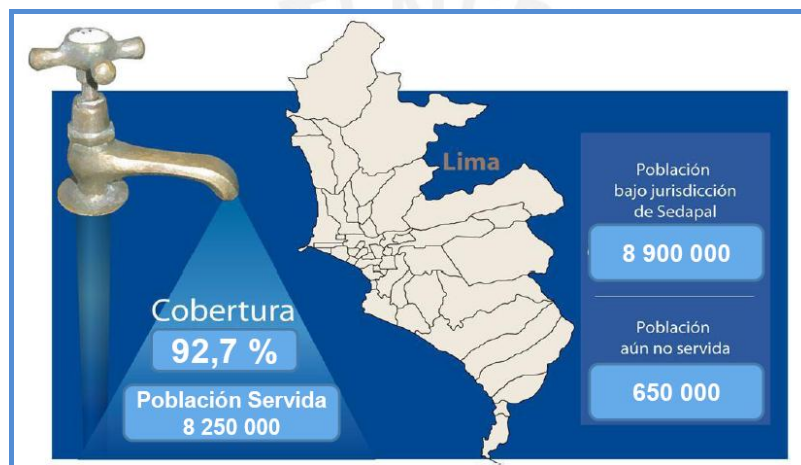 Lima
Cobertura
92,7 %
Población Servida
8 250 000
Población
bajo jurisdicción
de Sedapal
8 900 000
Población
aún no servida
650 000